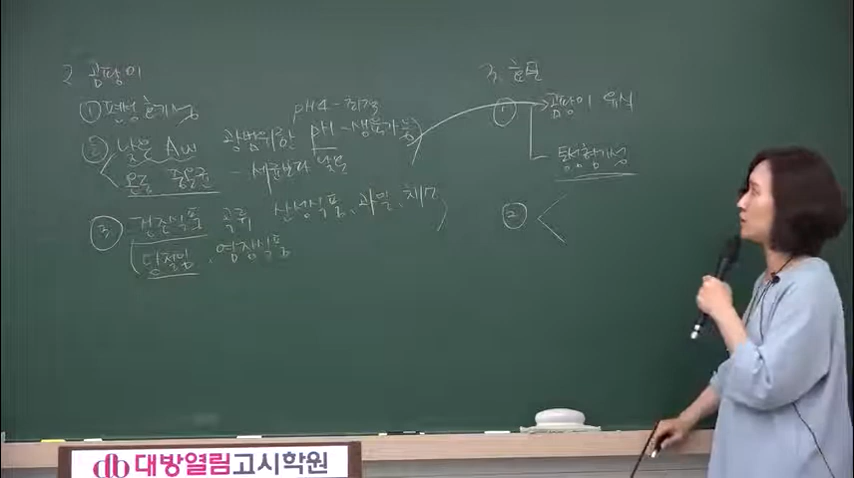 2. 곰팡이
① 편성호기성
② 낮은 Aw 광범위한 pH - 생육가능)
pH4 - 최적
온도 중온균 - 세균보다 낮은
③ 건조식품 곡류 산성식품, 과일, 치즈)
당절임, 염장식품
3. 효모
① 곰팡이 유사
통성혐기성
②
대방열림고시학원